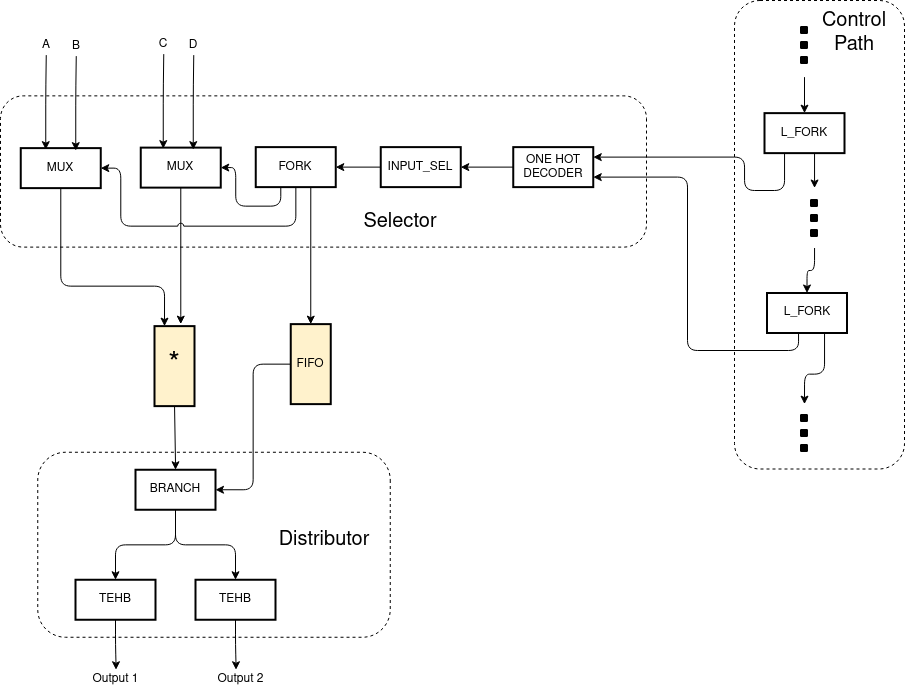 Control
Path
A
B
C
D
L_FORK
MUX
MUX
FORK
INPUT_SEL
ONE HOT
DECODER
Selector
L_FORK
*
FIFO
BRANCH
Distributor
TEHB
TEHB
Output 1
Output 2